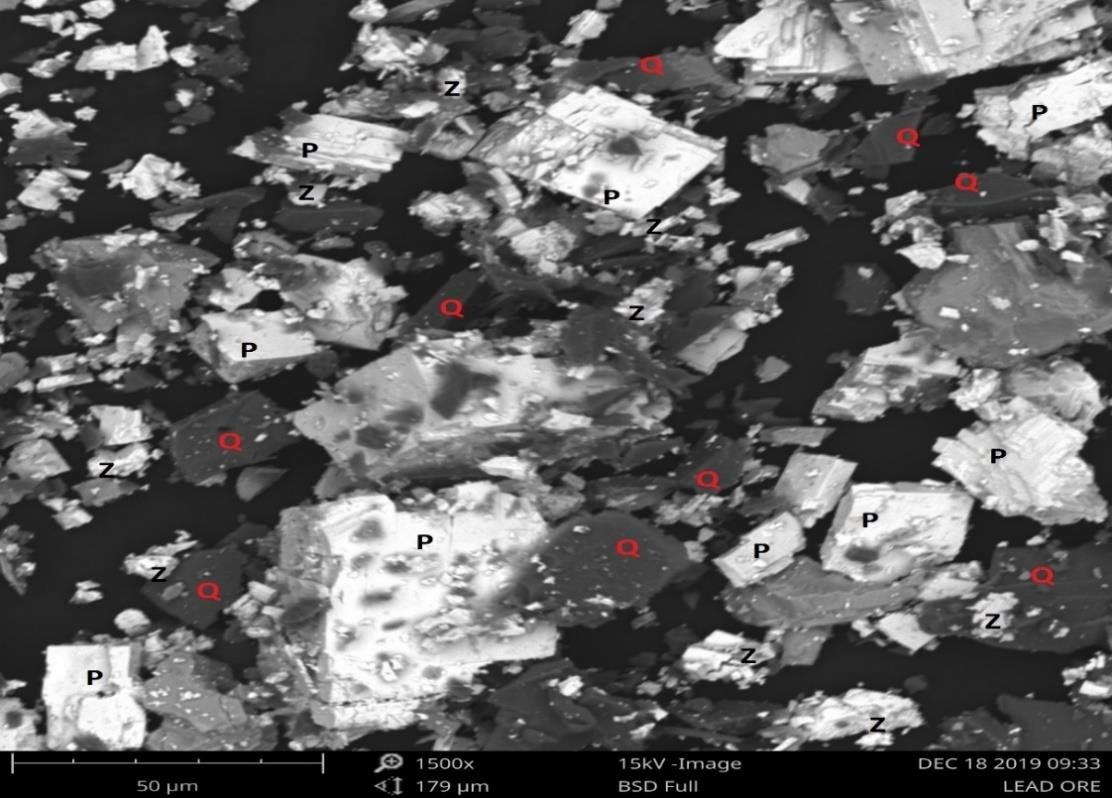 Q
Z
P
Q
P
Q
Z
P
Z
Q
Z
P
Q
P
Z
Q
P
P
Q
Q
P
Z
Q
Q
Z
Z
P
Z
50 µm
1500x
179 µm
15kV -Image
BSD Full
DEC 18 2019 09:33
LEAD ORE